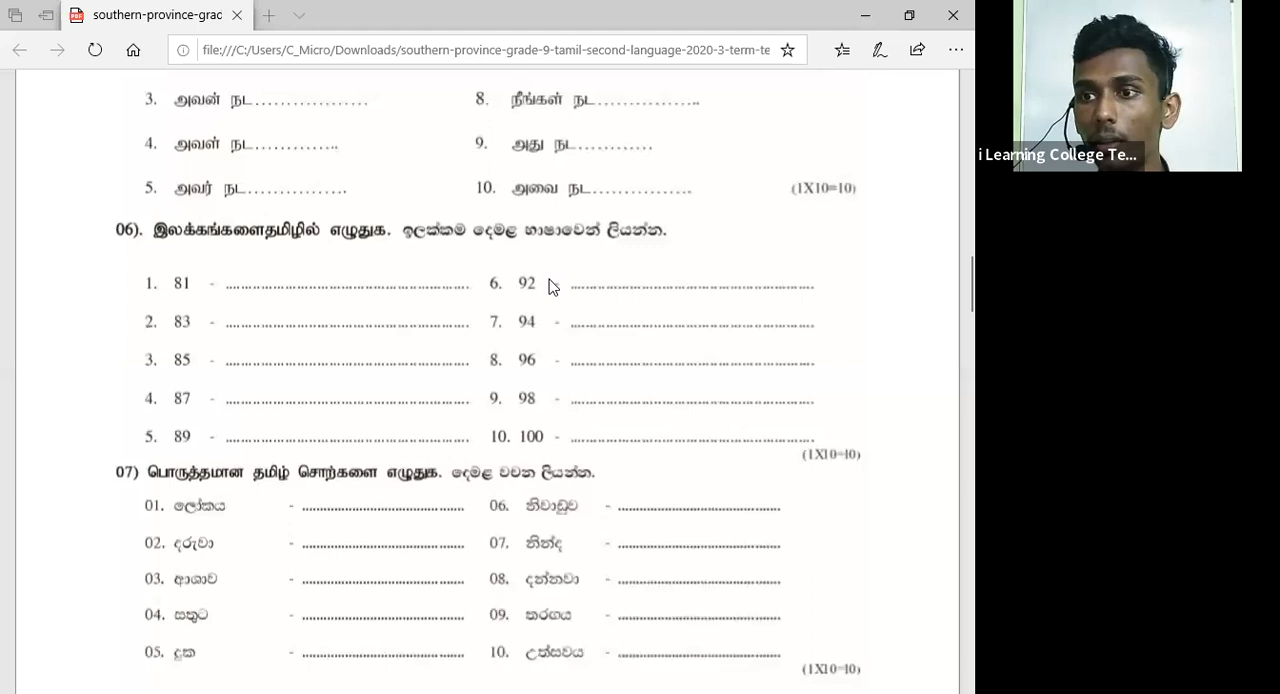 southern-province-grad
file:///C:/Users/C_Micro/Downloads/southern-province-grade-9-tamil-second-language-2020-3-term-te
3. அவன் நட.................. 8. நீங்கள் நட................
4. அவள் நட............. 9. அது நட............
5. அவர் நட................ 10. அவை நட................ (1X10=10)
06). இலக்கங்களைதமிழில் எழுதுக. ඉලක්කම දෙමළ භාෂාවෙන් ලියන්න.
1. 81 - .................................................. 6. 92 - ..................................................
2. 83 - .................................................. 7. 94 - ..................................................
3. 85 - .................................................. 8. 96 - ..................................................
4. 87 - .................................................. 9. 98 - ..................................................
5. 89 - .................................................. 10. 100 - ..................................................
(1X10=10)
07) பொருத்தமான தமிழ் சொற்களை எழுதுக. දෙමළ වචන ලියන්න.
01. ලෝකය - ........................................ 06. නිවාඩුව - ........................................
02. දරුවා - ........................................ 07. නින්ද - ........................................
03. ආශාව - ........................................ 08. දන්නවා - ........................................
04. සතුට - ........................................ 09. තරඟය - ........................................
05. දුක - ........................................ 10. උත්සවය - ........................................
(1X10=10)
i Learning College Te...